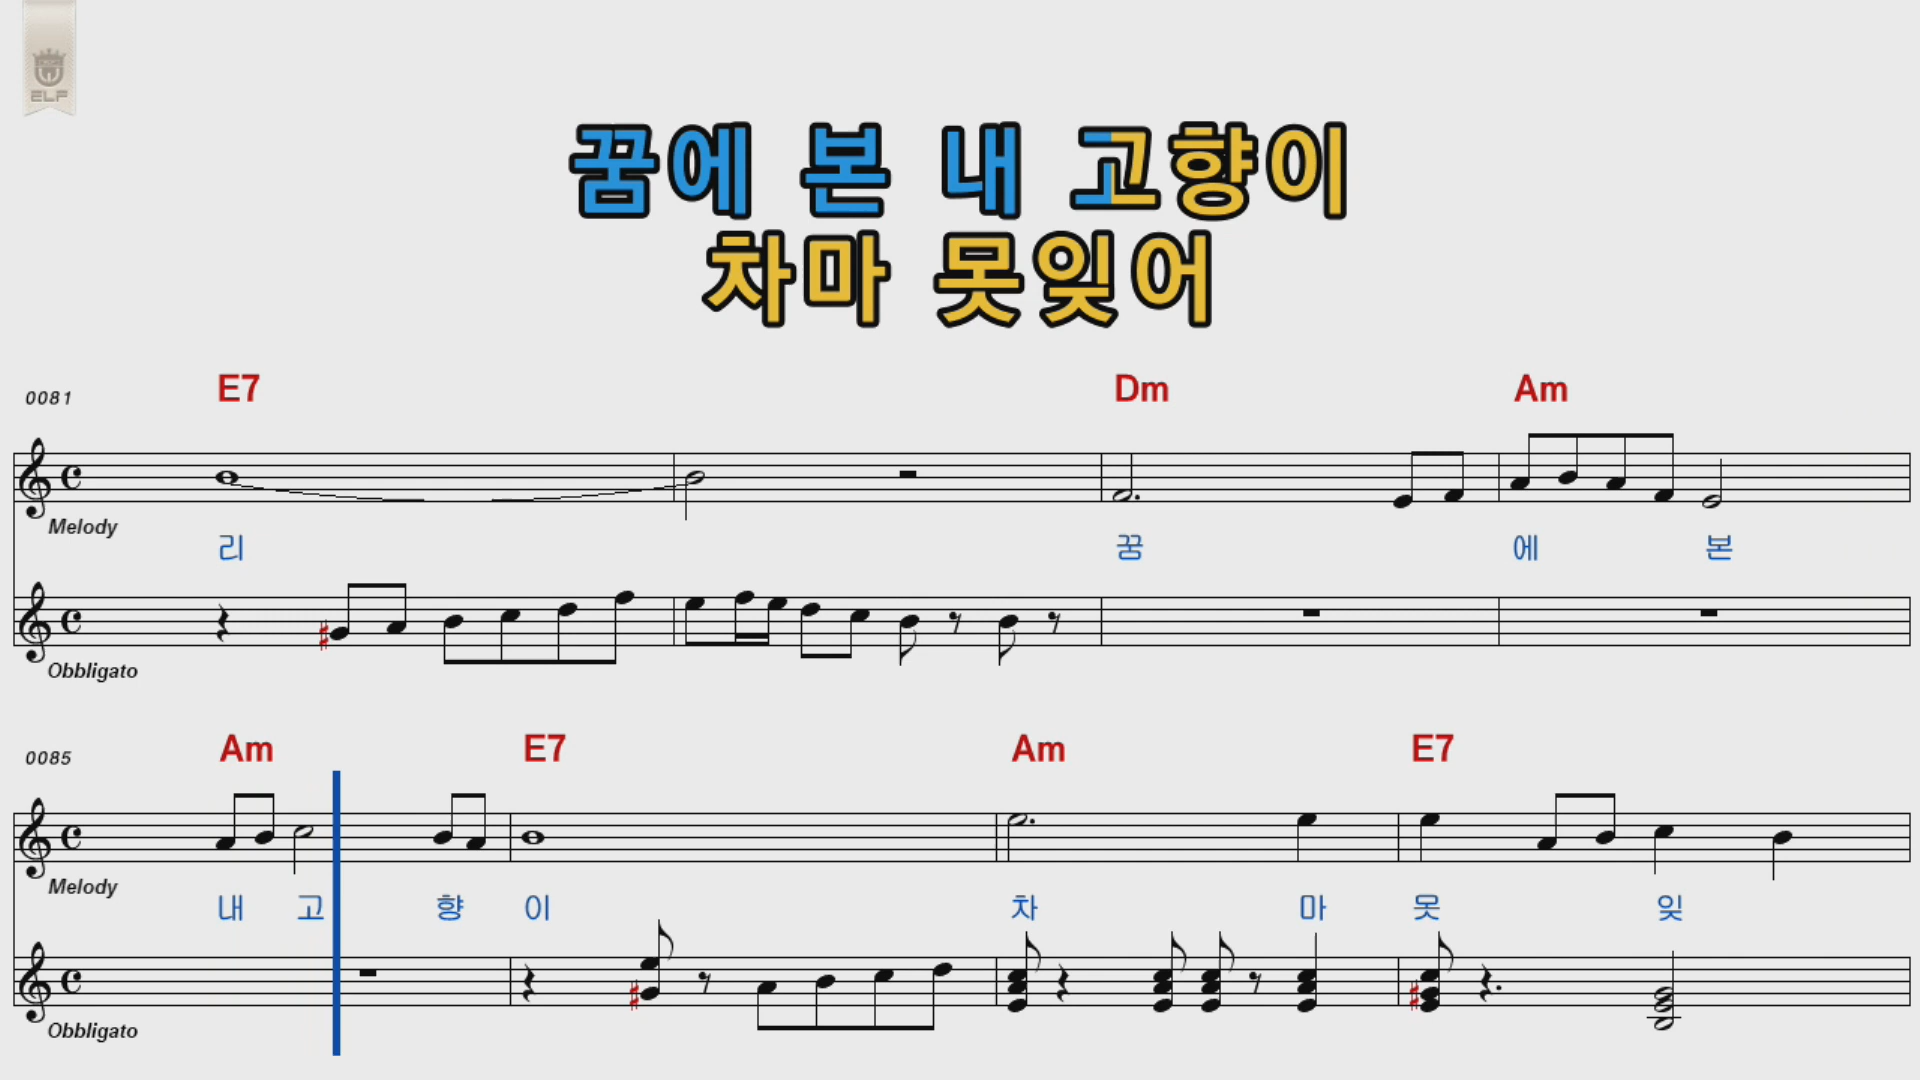 ELF
꿈에 본 내 고향이
차마 못잊어
0081 E7 Dm Am
Melody
리 꿈 에 본
Obbligato
0085 Am E7 Am E7
Melody
내 고 향 이 차 마 못 잊
Obbligato